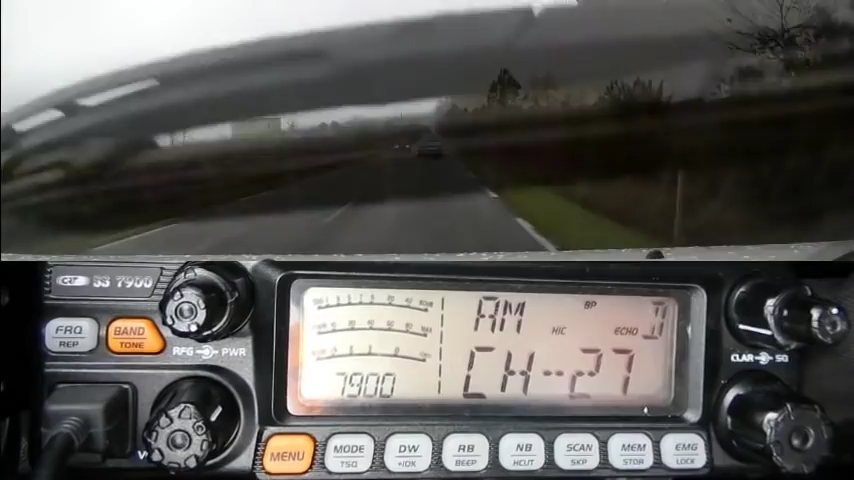 CRT SS 7900
FRQ
REP
BAND
TONE
RFG PWR
AM
BP
HIC
ECHO
D
7900
CH--27
CLAR SQ
MENU
MODE
TSQ
DW
+10K
RB
BEEP
NB
HCUT
SCAN
SKP
MEM
STOR
EMG
LOCK